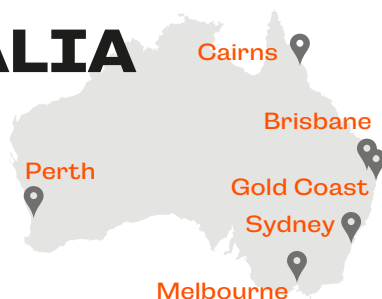 ALIA
Cairns
Brisbane
Perth
Gold Coast
Sydney
Melbourne